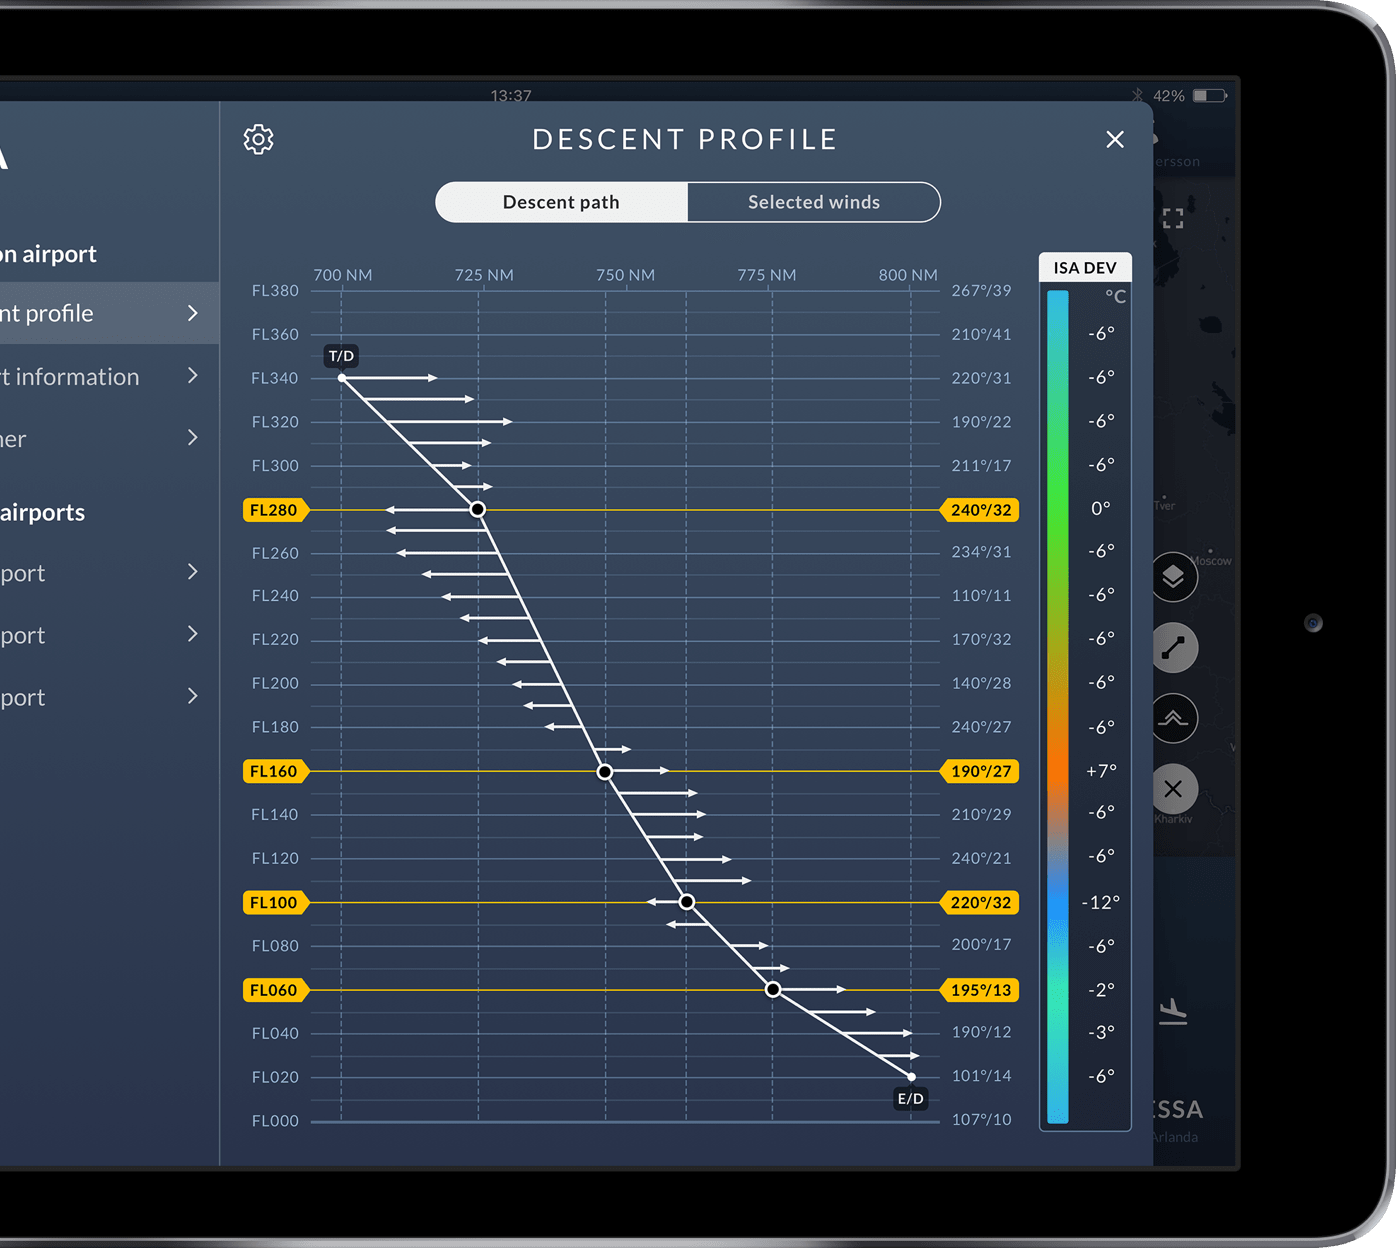 13:37
42%
DESCENT PROFILE
Descent path
Selected winds
on airport
nt profile
t information
ner
airports
port
port
port
700 NM 725 NM 750 NM 775 NM 800 NM
ISA DEV
°C
FL380 267°/39
FL360 210°/41 -6°
T/D
FL340 220°/31 -6°
FL320 190°/22 -6°
FL300 211°/17 -6°
FL280 240°/32 0°
FL260 234°/31 -6°
FL240 110°/11 -6°
FL220 170°/32 -6°
FL200 140°/28 -6°
FL180 240°/27 -6°
FL160 190°/27 +7°
FL140 210°/29 -6°
FL120 240°/21 -6°
FL100 220°/32 -12°
FL080 200°/17 -6°
FL060 195°/13 -2°
FL040 190°/12 -3°
FL020 101°/14 -6°
E/D
FL000 107°/10
ersson
Tver
Moscow
Kharkiv
ESSA
Arlanda